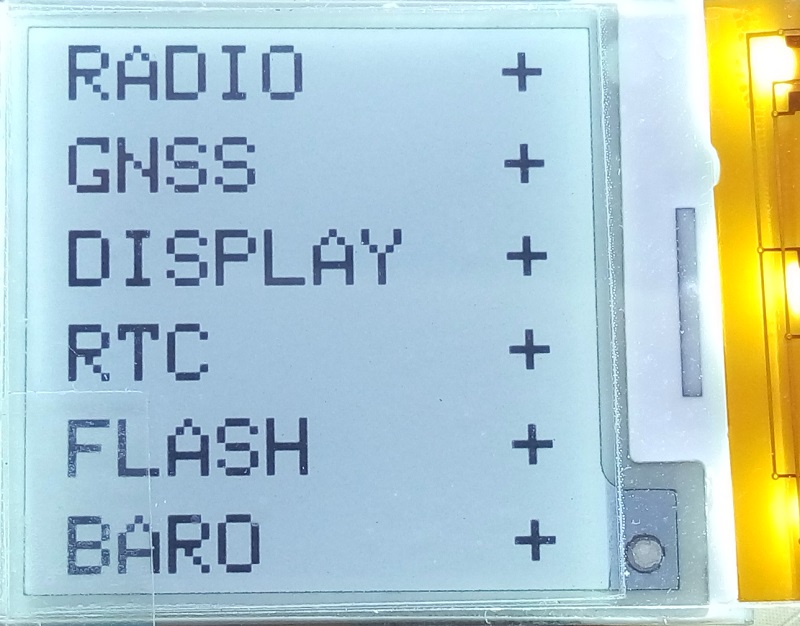 RADIO +
GNSS +
DISPLAY +
RTC +
FLASH +
BARO +